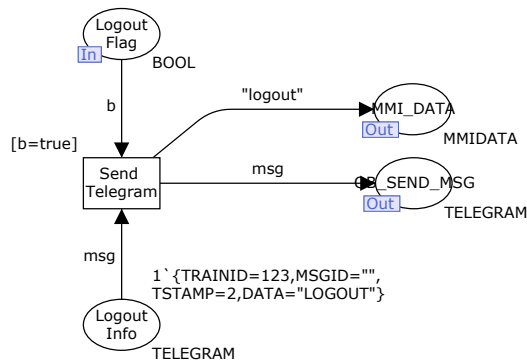 Logout
Flag
In
BOOL
b
"logout"
MMI_DATA
Out
MMIDATA
[b=true]
Send
Telegram
msg
OB_SEND_MSG
Out
TELEGRAM
msg
1`{TRAINID=123,MSGID="",
TSTAMP=2,DATA="LOGOUT"}
Logout
Info
TELEGRAM